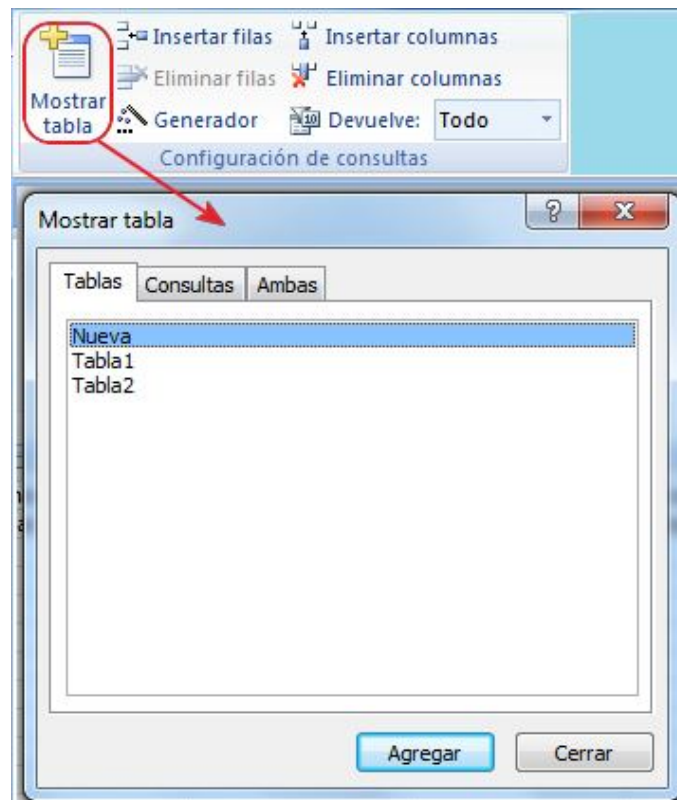 Mostrar
tabla
Insertar filas
Eliminar filas
Generador
Insertar columnas
Eliminar columnas
Devuelve: Todo
Configuración de consultas
Mostrar tabla
Tablas Consultas Ambas
Nueva
Tabla1
Tabla2
Agregar Cerrar